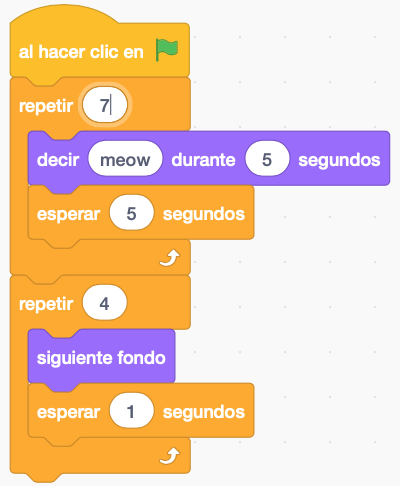 al hacer clic en
repetir 7
decir meow durante 5 segundos
esperar 5 segundos
repetir 4
siguiente fondo
esperar 1 segundos